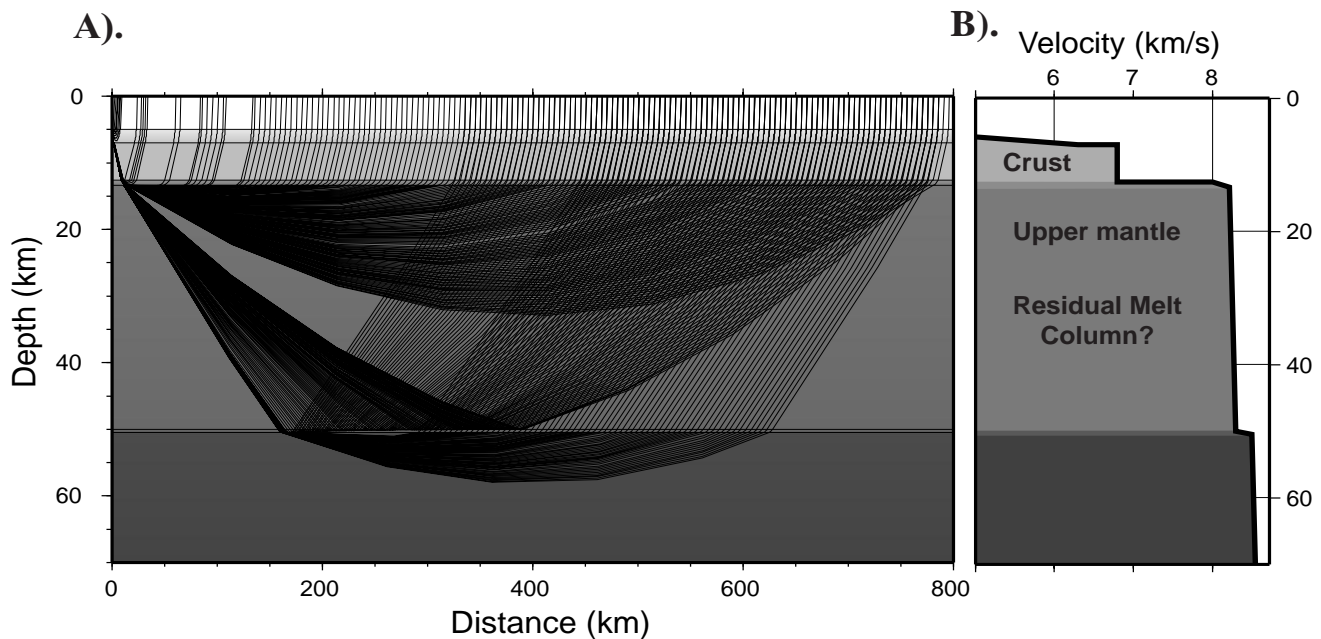 A).
B).
Velocity (km/s)
6 7 8
0
20
40
60
Depth (km)
0 200 400 600 800
Distance (km)
Crust
Upper mantle
Residual Melt
Column?
0
20
40
60